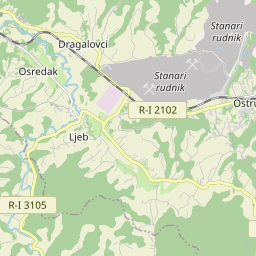 Stanari
rudnik
Dragalovci
Osredak
Stanari
rudnik
R-I 2102
Ljeb
R-I 3105